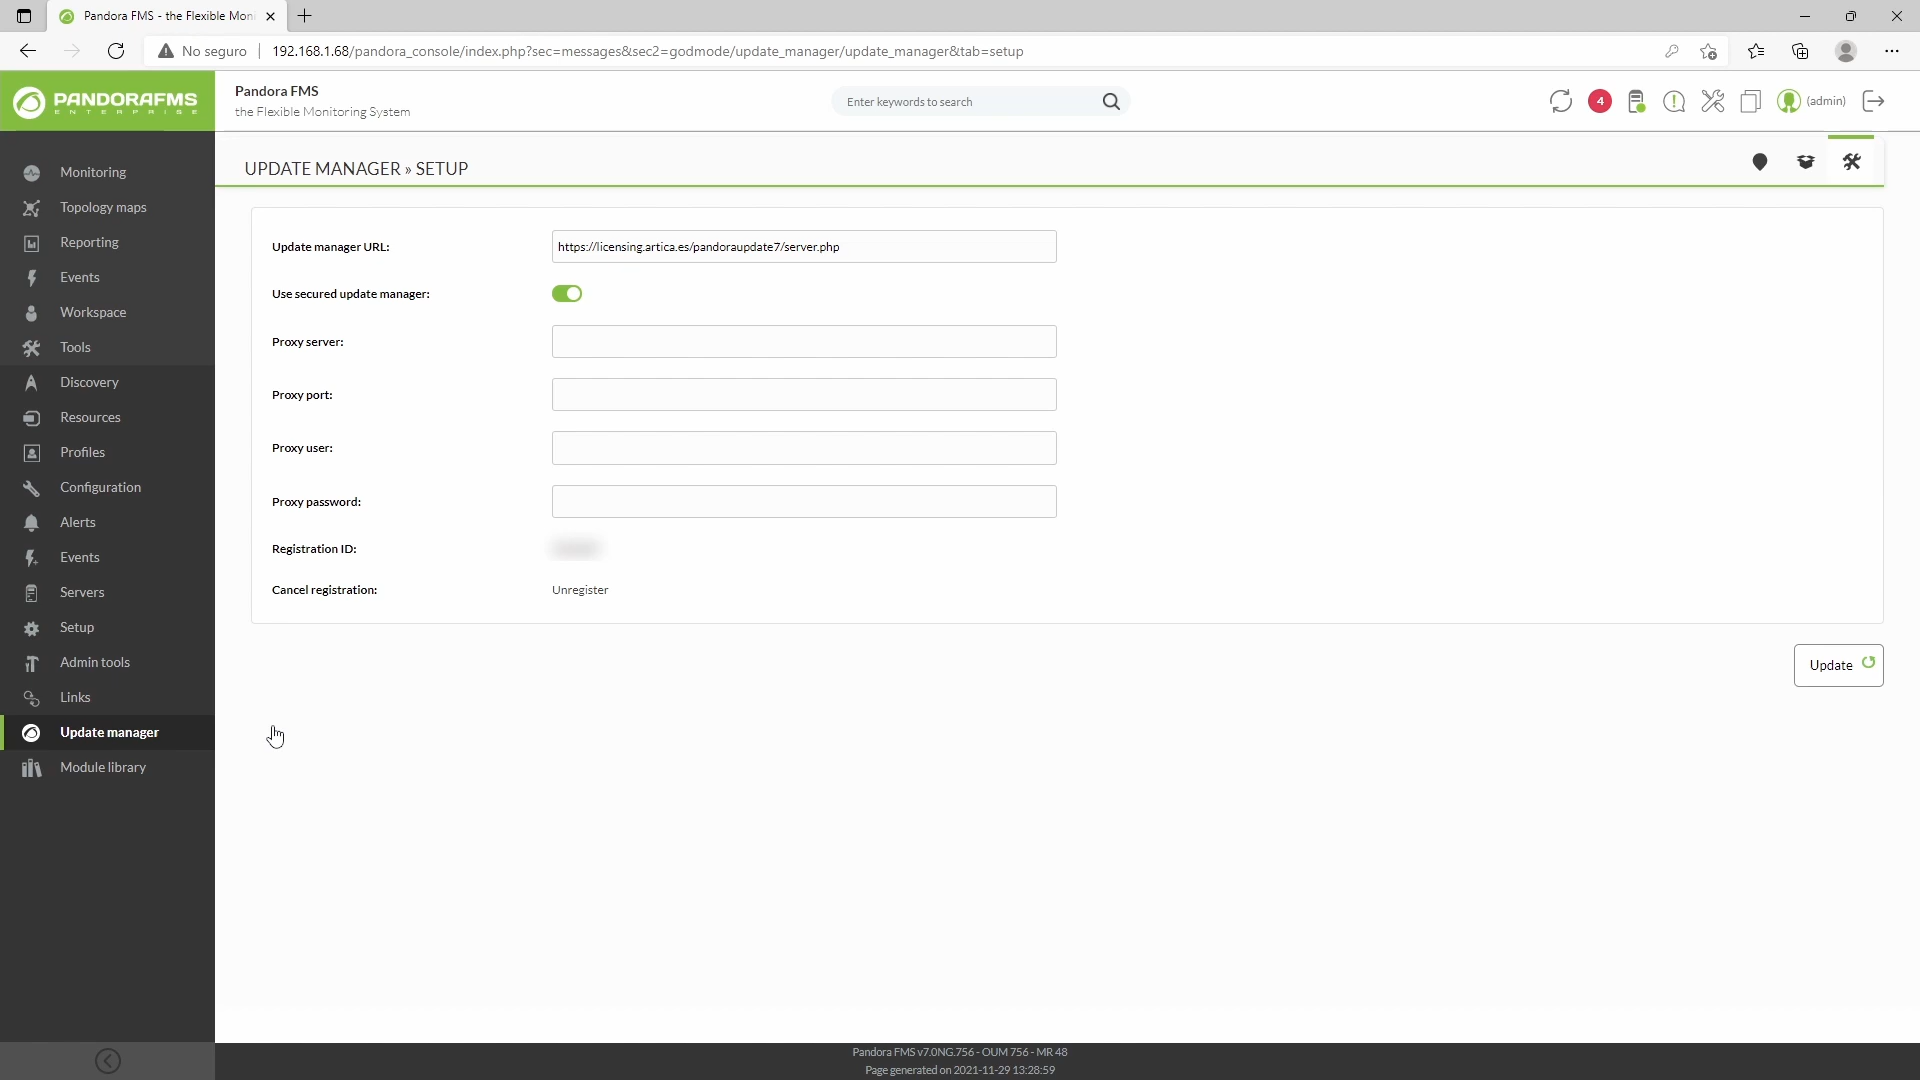 Pandora FMS - the Flexible Moni
No seguro
192.168.1.68/pandora_console/index.php?sec=messages&sec2=godmode/update_manager/update_manager&tab=setup
PANDORAFMS
ENTERPRISE
Pandora FMS
the Flexible Monitoring System
Enter keywords to search
4
(admin)
Monitoring
Topology maps
Reporting
Events
Workspace
Tools
Discovery
Resources
Profiles
Configuration
Alerts
Events
Servers
Setup
Admin tools
Links
Update manager
Module library
UPDATE MANAGER » SETUP
Update manager URL:
https://licensing.artica.es/pandoraupdate7/server.php
Use secured update manager:
Proxy server:
Proxy port:
Proxy user:
Proxy password:
Registration ID:
Cancel registration:
Unregister
Update
Pandora FMS v7.0NG.756 - OUM 756 - MR 48
Page generated on 2021-11-29 13:28:59